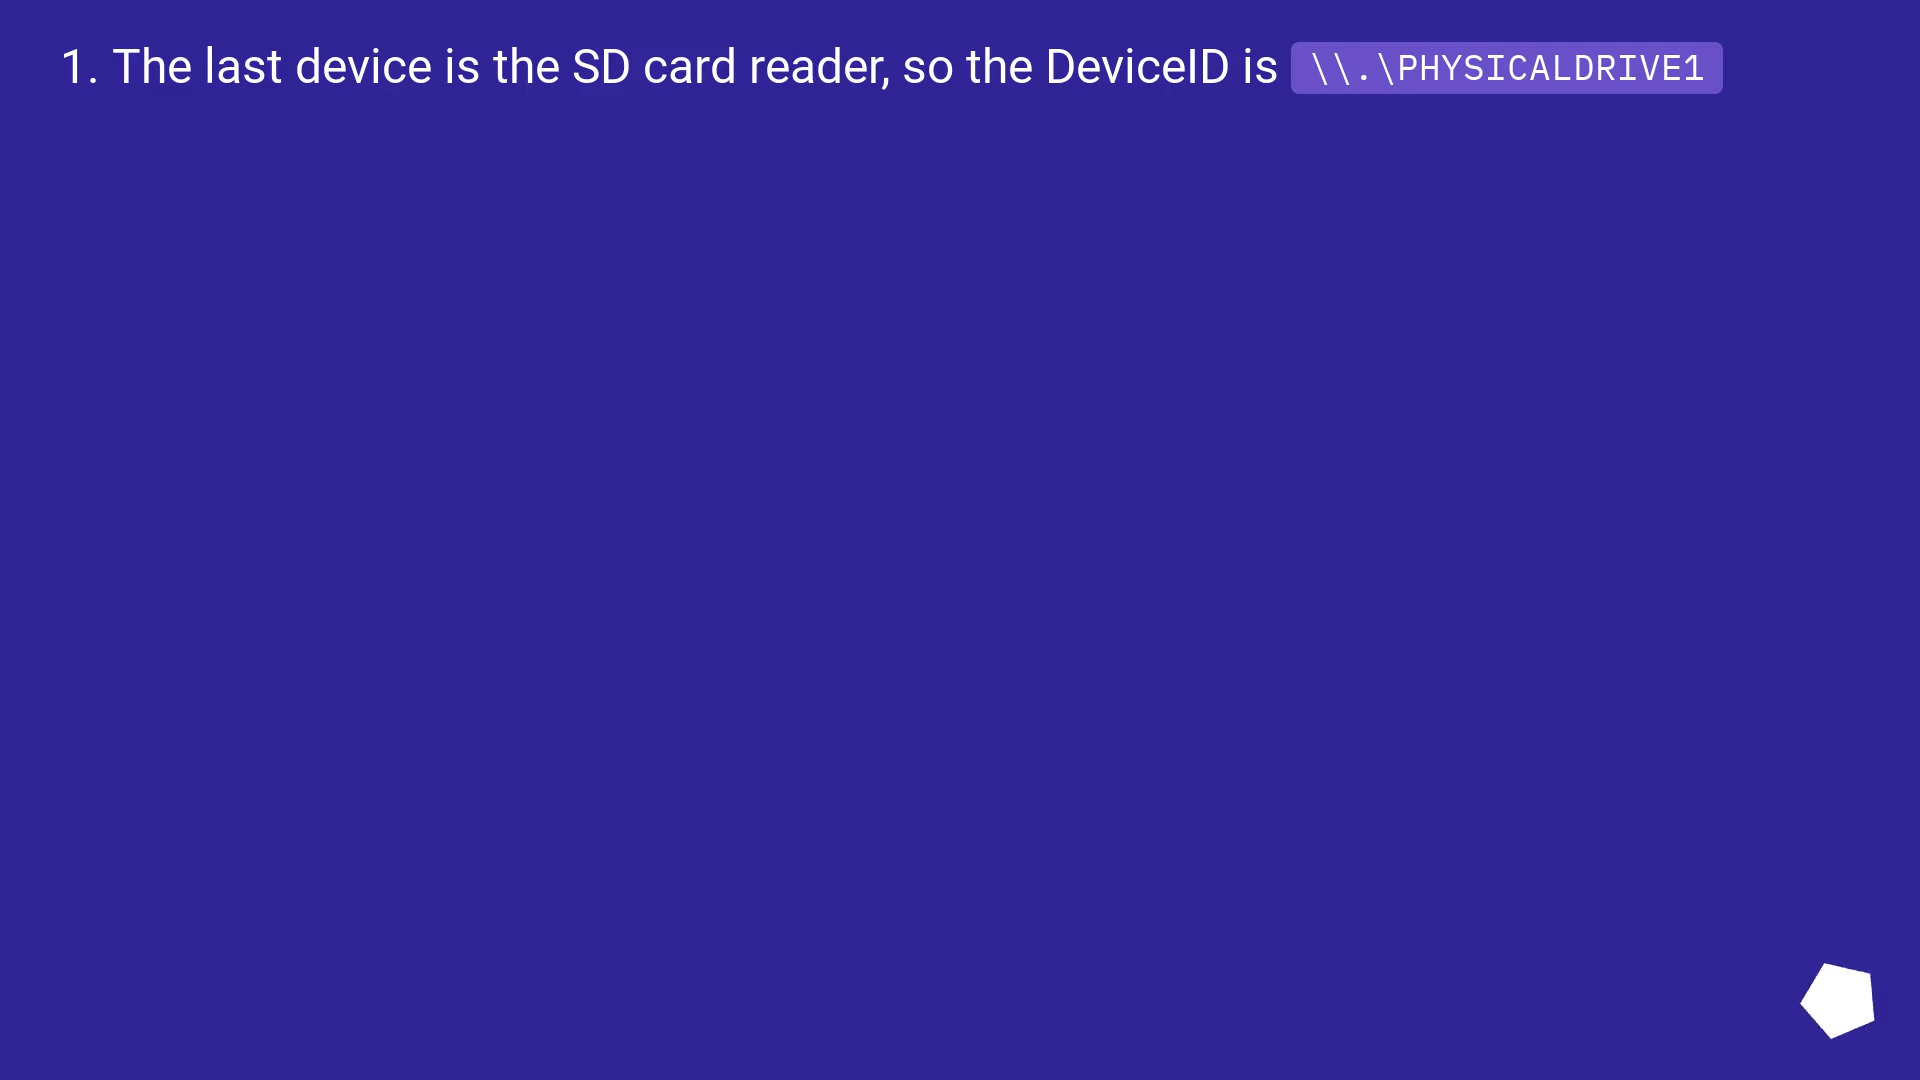 1. The last device is the SD card reader, so the DeviceID is \\.\PHYSICALDRIVE1